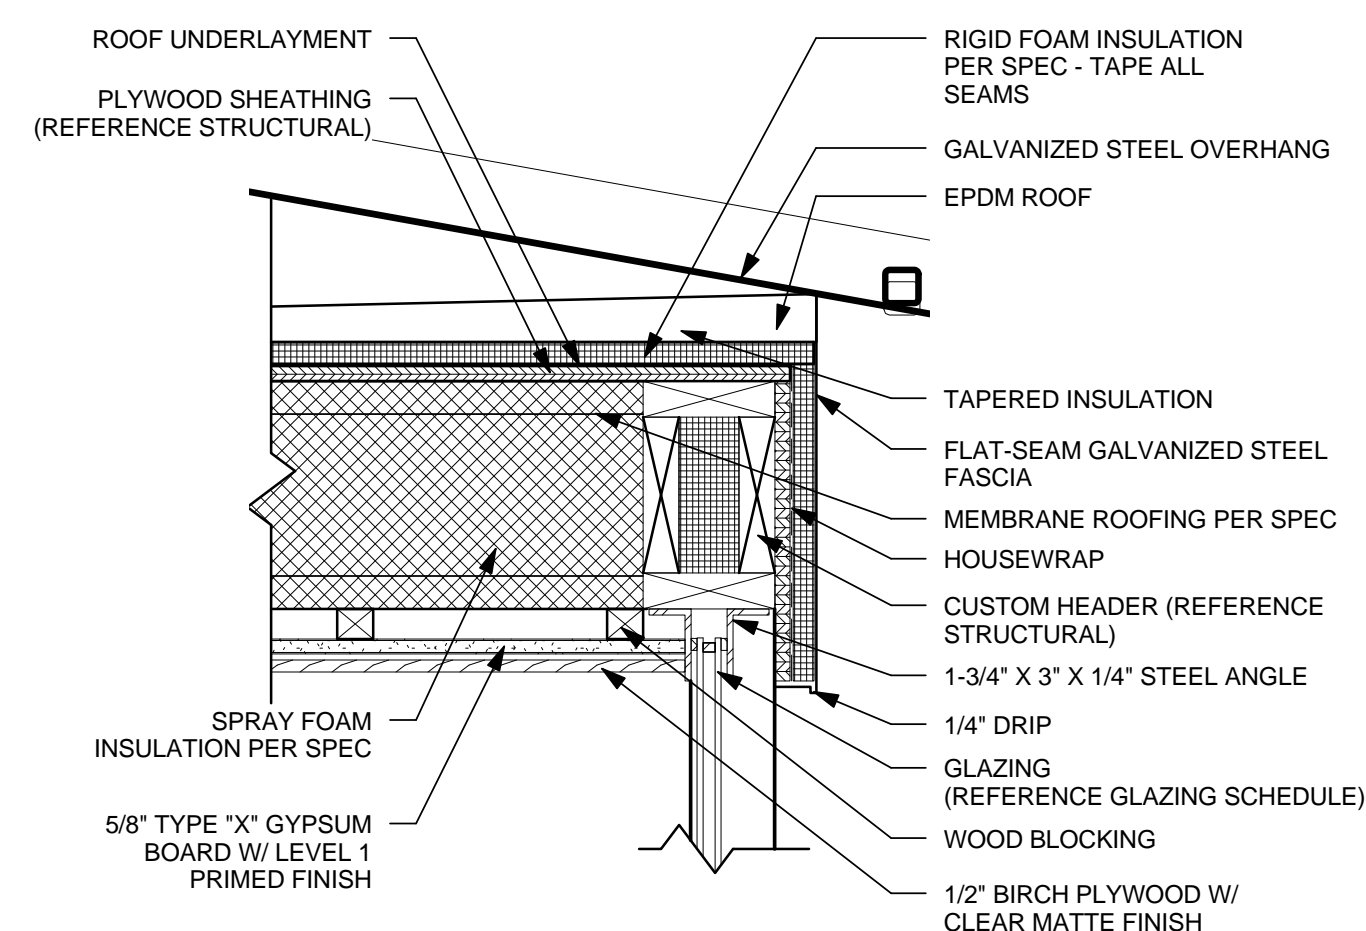 ROOF UNDERLAYMENT
PLYWOOD SHEATHING
(REFERENCE STRUCTURAL)
SPRAY FOAM
INSULATION PER SPEC
5/8" TYPE "X" GYPSUM
BOARD W/ LEVEL 1
PRIMED FINISH
RIGID FOAM INSULATION
PER SPEC - TAPE ALL
SEAMS
GALVANIZED STEEL OVERHANG
EPDM ROOF
TAPERED INSULATION
FLAT-SEAM GALVANIZED STEEL
FASCIA
MEMBRANE ROOFING PER SPEC
HOUSEWRAP
CUSTOM HEADER (REFERENCE
STRUCTURAL)
1-3/4" X 3" X 1/4" STEEL ANGLE
1/4" DRIP
GLAZING
(REFERENCE GLAZING SCHEDULE)
WOOD BLOCKING
1/2" BIRCH PLYWOOD W/
CLEAR MATTE FINISH